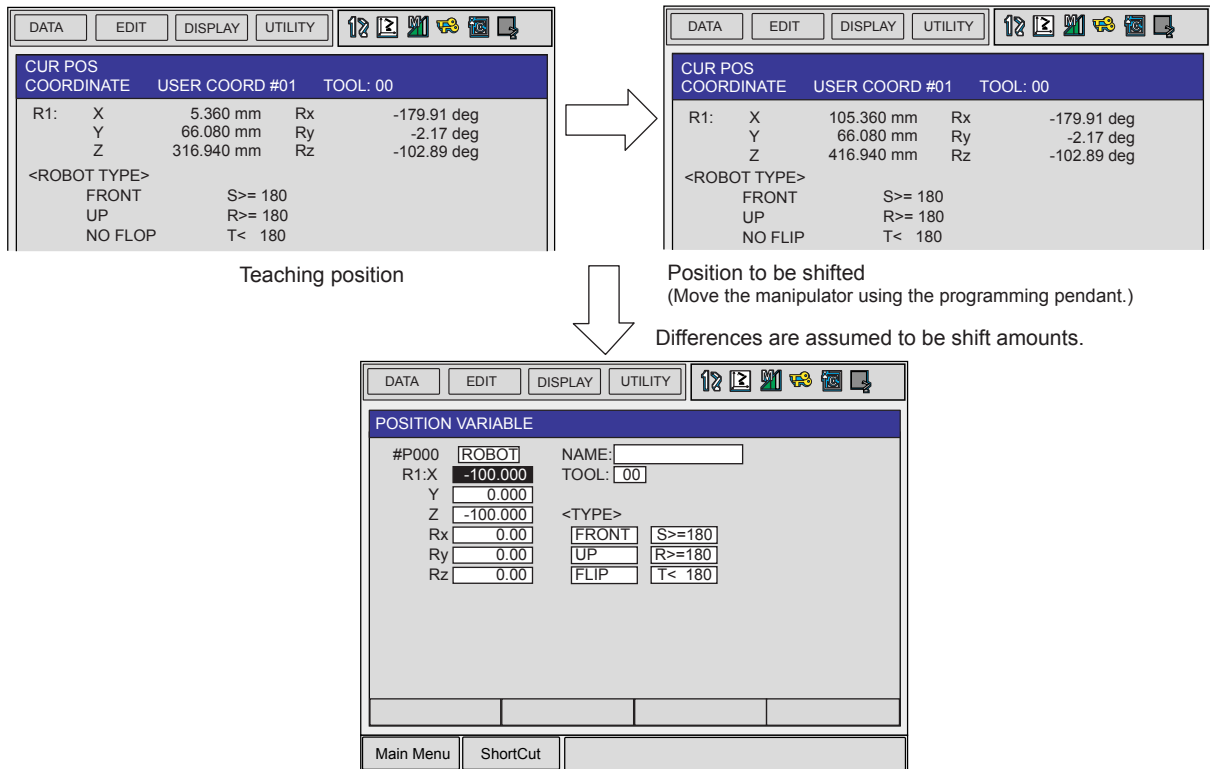 DATA EDIT DISPLAY UTILITY
CUR POS
COORDINATE USER COORD #01 TOOL: 00
R1: X 5.360 mm Rx -179.91 deg
Y 66.080 mm Ry -2.17 deg
Z 316.940 mm Rz -102.89 deg
<ROBOT TYPE>
FRONT S>= 180
UP R>= 180
NO FLOP T< 180
Teaching position
DATA EDIT DISPLAY UTILITY
CUR POS
COORDINATE USER COORD #01 TOOL: 00
R1: X 105.360 mm Rx -179.91 deg
Y 66.080 mm Ry -2.17 deg
Z 416.940 mm Rz -102.89 deg
<ROBOT TYPE>
FRONT S>= 180
UP R>= 180
NO FLIP T< 180
Position to be shifted
(Move the manipulator using the programming pendant.)
Differences are assumed to be shift amounts.
DATA EDIT DISPLAY UTILITY
POSITION VARIABLE
#P000 ROBOT NAME:
R1:X -100.000 TOOL: 00
Y 0.000
Z -100.000 <TYPE>
Rx 0.00 FRONT S>=180
Ry 0.00 UP R>=180
Rz 0.00 FLIP T< 180
Main Menu ShortCut